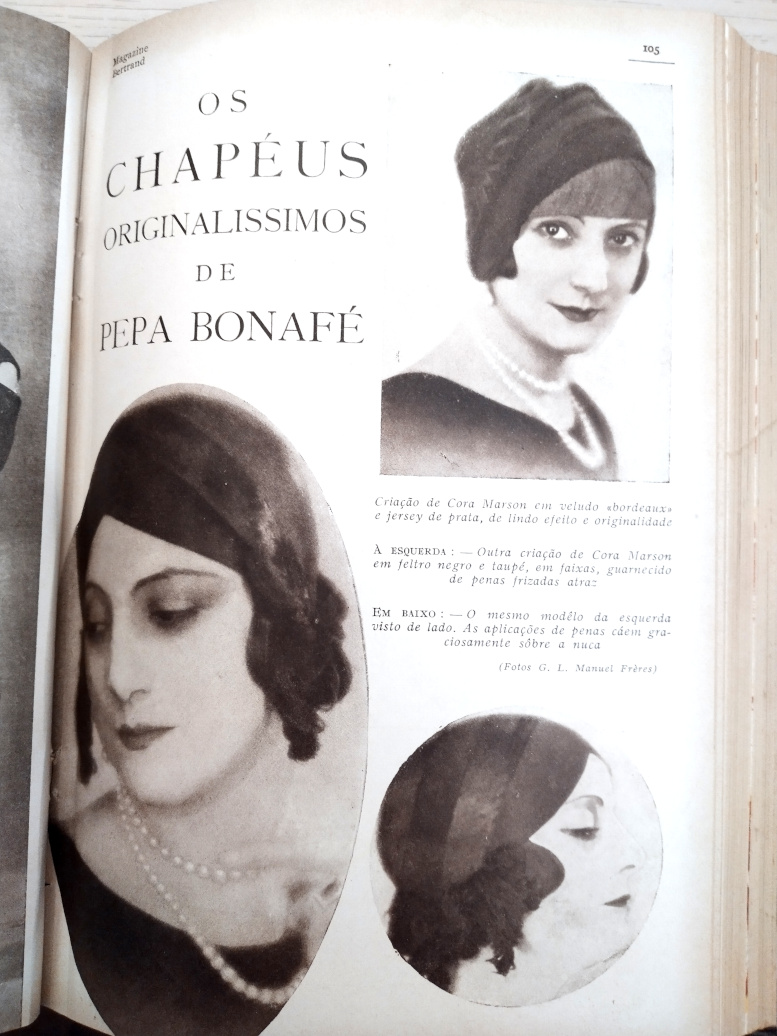 Magazine
Bertrand
105
OS
CHAPÉUS
ORIGINALISSIMOS
DE
PEPA BONAFÉ
Criação de Cora Marson em veludo «bordeaux»
e jersey de prata, de lindo efeito e originalidade
À ESQUERDA : — Outra criação de Cora Marson
em feltro negro e taupé, em faixas, guarnecido
de penas frizadas atraz
EM BAIXO : — O mesmo modêlo da esquerda
visto de lado. As aplicações de penas cáem gra-
ciosamente sôbre a nuca
(Fotos G. L. Manuel Frères)